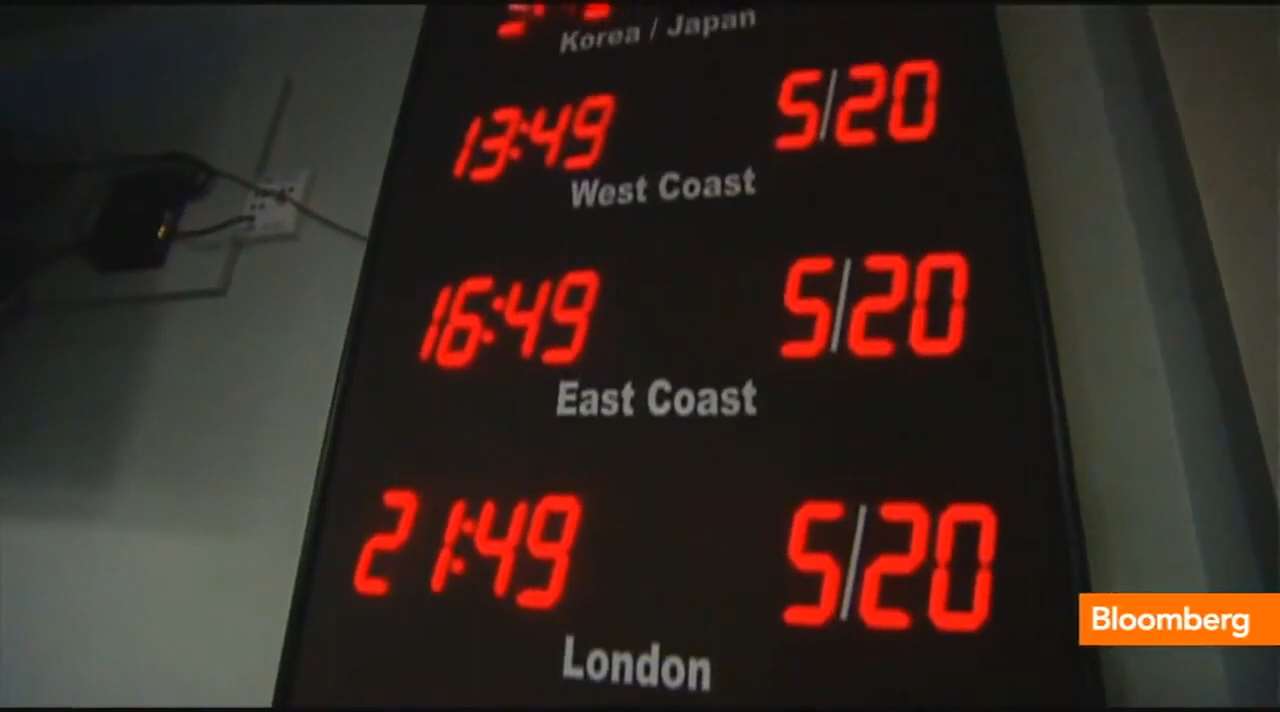 Korea / Japan
13:49 5/20
West Coast
16:49 5/20
East Coast
21:49 5/20
London
Bloomberg